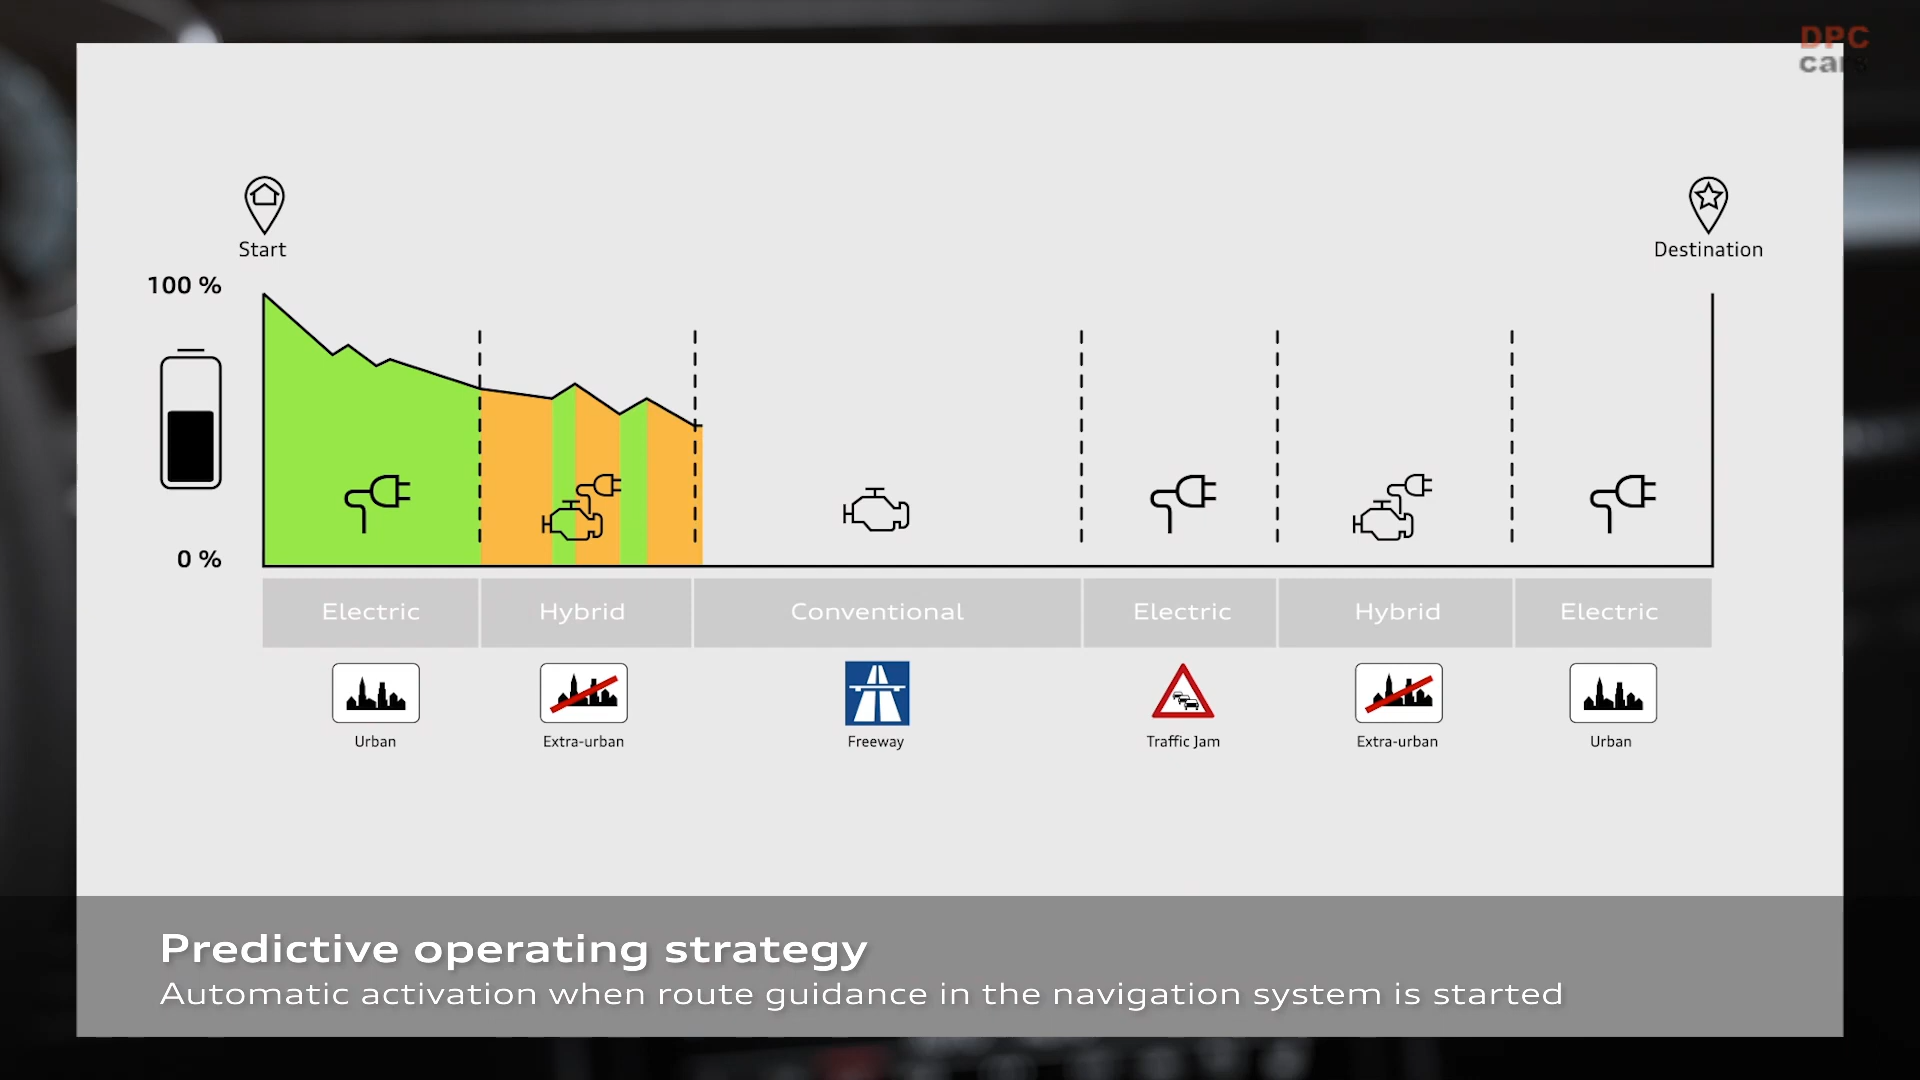 DPC
cars
Start
Destination
100 %
0 %
Electric
Hybrid
Conventional
Electric
Hybrid
Electric
Urban
Extra-urban
Freeway
Traffic Jam
Extra-urban
Urban
Predictive operating strategy
Automatic activation when route guidance in the navigation system is started